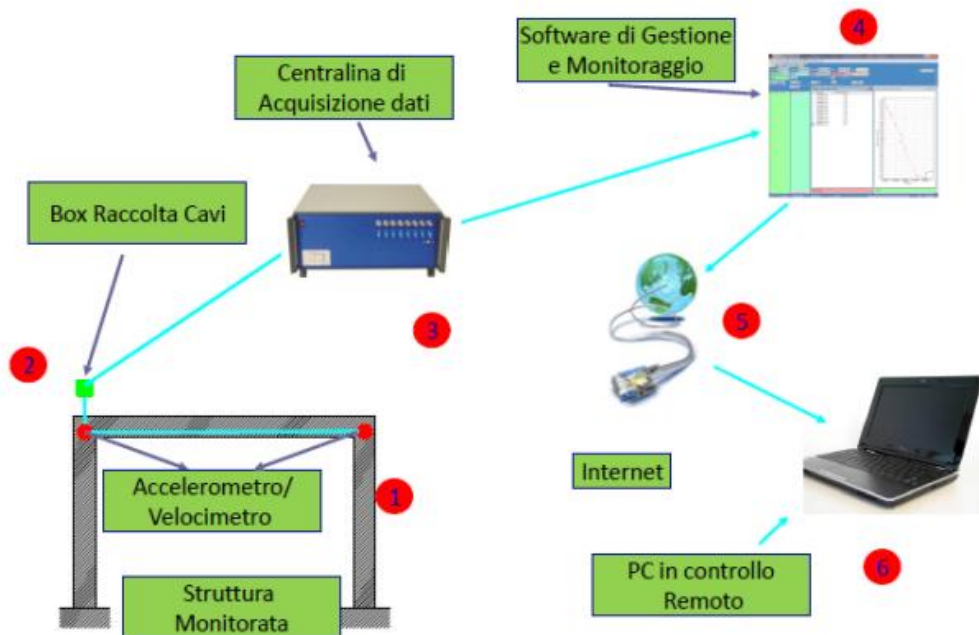 Software di Gestione
e Monitoraggio
4
Centralina di
Acquisizione dati
Box Raccolta Cavi
3
5
2
Accelerometro/
Velocimetro
1
Internet
Struttura
Monitorata
PC in controllo
Remoto
6